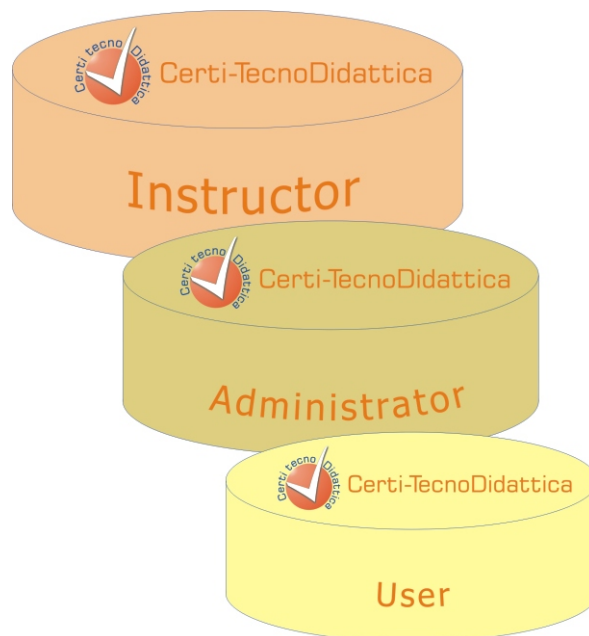 Certi tecno Didattica
Certi-TecnoDidattica
Instructor
Certi tecno Didattica
Certi-TecnoDidattica
Administrator
Certi tecno Didattica
Certi-TecnoDidattica
User